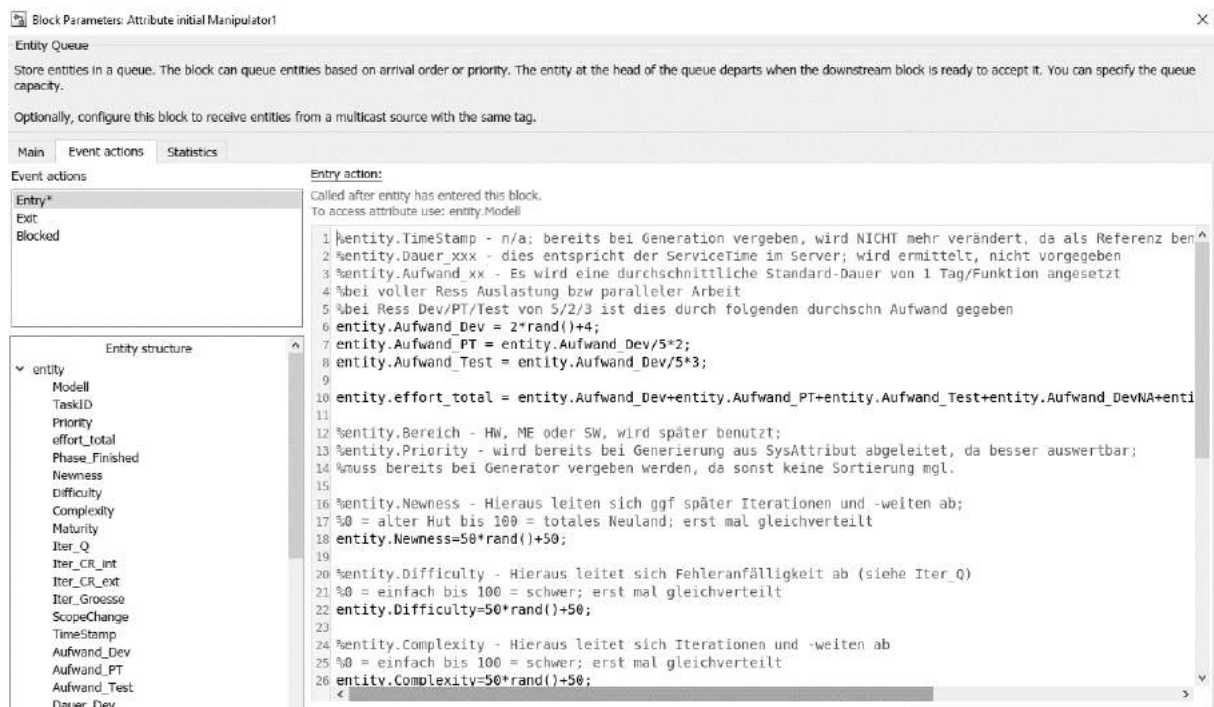 Block Parameters: Attribute initial Manipulator1
Entity Queue
Store entities in a queue. The block can queue entities based on arrival order or priority. The entity at the head of the queue departs when the downstream block is ready to accept it. You can specify the queue
capacity.
Optionally, configure this block to receive entities from a multicast source with the same tag.
Main Event actions Statistics
Event actions
Entry*
Exit
Blocked
Entity structure
entity
Modell
TaskID
Priority
effort_total
Phase_Finished
Newness
Difficulty
Complexity
Maturity
Iter_Q
Iter_CR_int
Iter_CR_ext
Iter_Groesse
ScopeChange
TimeStamp
Aufwand_Dev
Aufwand_PT
Aufwand_Test
Dauer_Dev
Entry action:
Called after entity has entered this block.
To access attribute use: entity.Modell
1 %entity.TimeStamp - n/a; bereits bei Generation vergeben, wird NICHT mehr verändert, da als Referenz ben
2 %entity.Dauer_xxx - dies entspricht der ServiceTime im Server; wird ermittelt, nicht vorgegeben
3 %entity.Aufwand_xx - Es wird eine durchschnittliche Standard-Dauer von 1 Tag/Funktion angesetzt
4 %bei voller Ress Auslastung bzw paralleler Arbeit
5 %bei Ress Dev/PT/Test von 5/2/3 ist dies durch folgenden durchschn Aufwand gegeben
6 entity.Aufwand_Dev = 2*rand()+4;
7 entity.Aufwand_PT = entity.Aufwand_Dev/5*2;
8 entity.Aufwand_Test = entity.Aufwand_Dev/5*3;
9
10 entity.effort_total = entity.Aufwand_Dev+entity.Aufwand_PT+entity.Aufwand_Test+entity.Aufwand_DevNA+enti
11
12 %entity.Bereich - HW, ME oder SW, wird später benutzt;
13 %entity.Priority - wird bereits bei Generierung aus SysAttribut abgeleitet, da besser auswertbar;
14 %muss bereits bei Generator vergeben werden, da sonst keine Sortierung mgl.
15
16 %entity.Newness - Hieraus leiten sich ggf später Iterationen und -weiten ab;
17 %0 = alter Hut bis 100 = totales Neuland; erst mal gleichverteilt
18 entity.Newness=50*rand()+50;
19
20 %entity.Difficulty - Hieraus leitet sich Fehleranfälligkeit ab (siehe Iter_Q)
21 %0 = einfach bis 100 = schwer; erst mal gleichverteilt
22 entity.Difficulty=50*rand()+50;
23
24 %entity.Complexity - Hieraus leitet sich Iterationen und -weiten ab
25 %0 = einfach bis 100 = schwer; erst mal gleichverteilt
26 entity.Complexity=50*rand()+50;